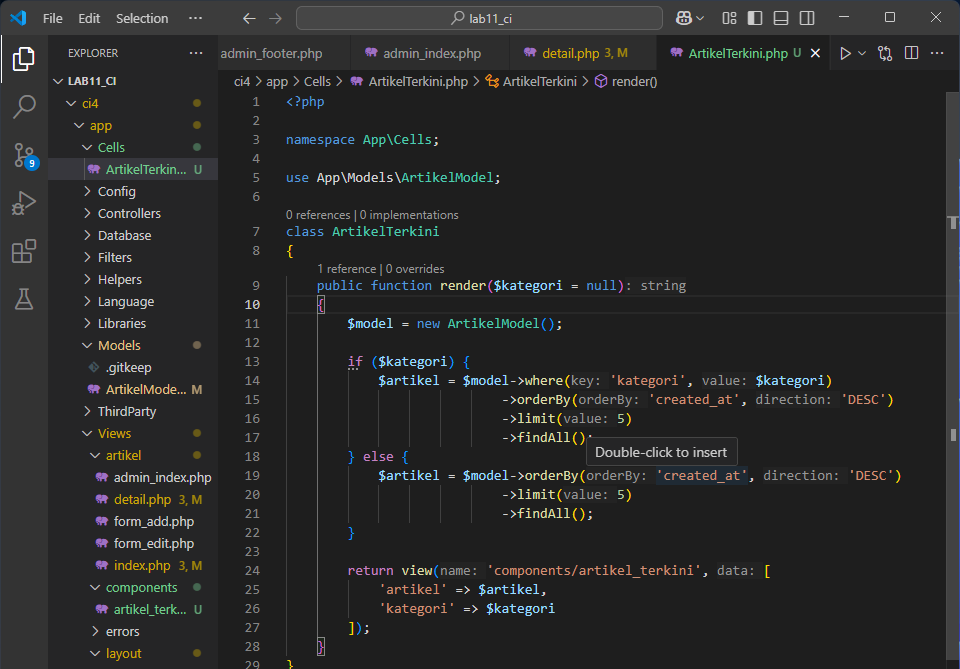 File Edit Selection ··· lab11_ci
EXPLORER ···
LAB11_CI
ci4
app
Cells
ArtikelTerkin... U
Config
Controllers
Database
Filters
Helpers
Language
Libraries
Models
.gitkeep
ArtikelMode... M
ThirdParty
Views
artikel
admin_index.php
detail.php 3, M
form_add.php
form_edit.php
index.php 3, M
components
artikel_terk... U
errors
layout
9
admin_footer.php admin_index.php detail.php 3, M ArtikelTerkini.php U
ci4 > app > Cells > ArtikelTerkini.php > ArtikelTerkini > render()
1 <?php
2
3 namespace App\Cells;
4
5 use App\Models\ArtikelModel;
6
0 references | 0 implementations
7 class ArtikelTerkini
8 {
1 reference | 0 overrides
9 public function render($kategori = null): string
10 {
11 $model = new ArtikelModel();
12
13 if ($kategori) {
14 $artikel = $model->where(key: 'kategori', value: $kategori)
15 ->orderBy(orderBy: 'created_at', direction: 'DESC')
16 ->limit(value: 5)
17 ->findAll();
Double-click to insert
18 } else {
19 $artikel = $model->orderBy(orderBy: 'created_at', direction: 'DESC')
20 ->limit(value: 5)
21 ->findAll();
22 }
23
24 return view(name: 'components/artikel_terkini', data: [
25 'artikel' => $artikel,
26 'kategori' => $kategori
27 ]);
28 }
29 }